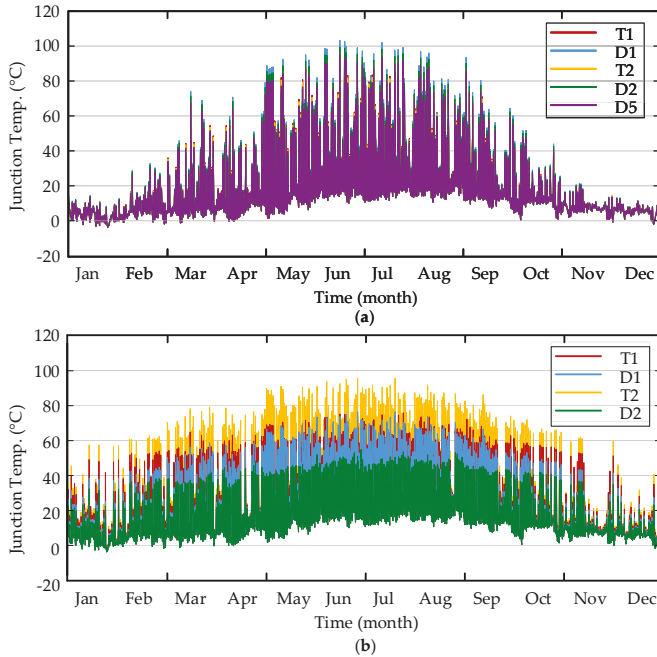 Junction Temp. (°C)
120
100
80
60
40
20
0
-20
T1
D1
T2
D2
D5
Jan Feb Mar Apr May Jun Jul Aug Sep Oct Nov Dec
Time (month)
(a)
Junction Temp. (°C)
120
100
80
60
40
20
0
-20
T1
D1
T2
D2
Jan Feb Mar Apr May Jun Jul Aug Sep Oct Nov Dec
Time (month)
(b)